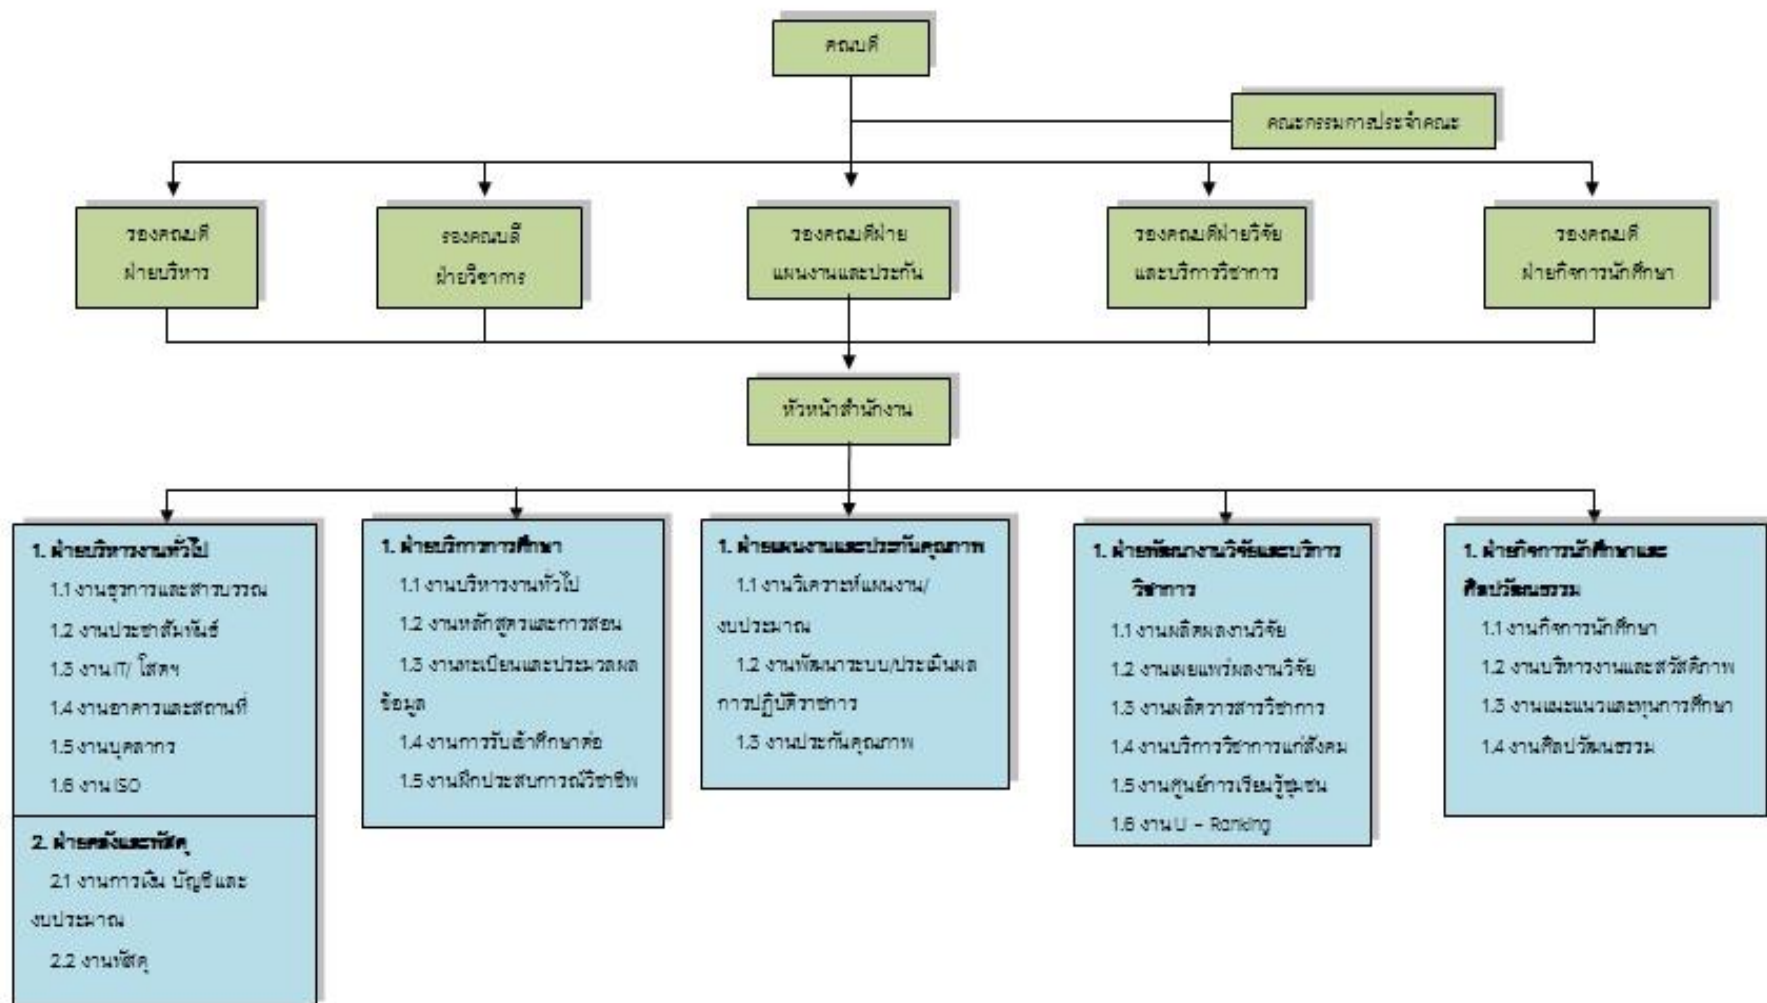 คณบดี
คณะกรรมการประจำคณะ
รองคณบดี
ฝ่ายบริหาร
รองคณบดี
ฝ่ายวิชาการ
รองคณบดีฝ่าย
แผนงานและประกัน
รองคณบดีฝ่ายวิจัย
และบริการวิชาการ
รองคณบดี
ฝ่ายกิจการนักศึกษา
หัวหน้าสำนักงาน
1. ฝ่ายบริหารงานทั่วไป
1.1 งานธุรการและสารบรรณ
1.2 งานประชาสัมพันธ์
1.3 งาน IT/ โสตฯ
1.4 งานอาคารและสถานที่
1.5 งานบุคลากร
1.6 งาน ISO
2. ฝ่ายคลังและพัสดุ
2.1 งานการเงิน บัญชีและ
งบประมาณ
2.2 งานพัสดุ
1. ฝ่ายบริการการศึกษา
1.1 งานบริหารงานทั่วไป
1.2 งานหลักสูตรและการสอน
1.3 งานทะเบียนและประมวลผล
ข้อมูล
1.4 งานการรับเข้าศึกษาต่อ
1.5 งานฝึกประสบการณ์วิชาชีพ
1. ฝ่ายแผนงานและประกันคุณภาพ
1.1 งานวิเคราะห์แผนงาน/
งบประมาณ
1.2 งานพัฒนาระบบ/ประเมินผล
การปฏิบัติราชการ
1.3 งานประกันคุณภาพ
1. ฝ่ายพัฒนางานวิจัยและบริการ
วิชาการ
1.1 งานผลิตผลงานวิจัย
1.2 งานเผยแพร่ผลงานวิจัย
1.3 งานผลิตวารสารวิชาการ
1.4 งานบริการวิชาการแก่สังคม
1.5 งานศูนย์การเรียนรู้ชุมชน
1.6 งาน U - Ranking
1. ฝ่ายกิจการนักศึกษาและ
ศิลปวัฒนธรรม
1.1 งานกิจการนักศึกษา
1.2 งานบริหารงานและสวัสดิภาพ
1.3 งานแนะแนวและทุนการศึกษา
1.4 งานศิลปวัฒนธรรม